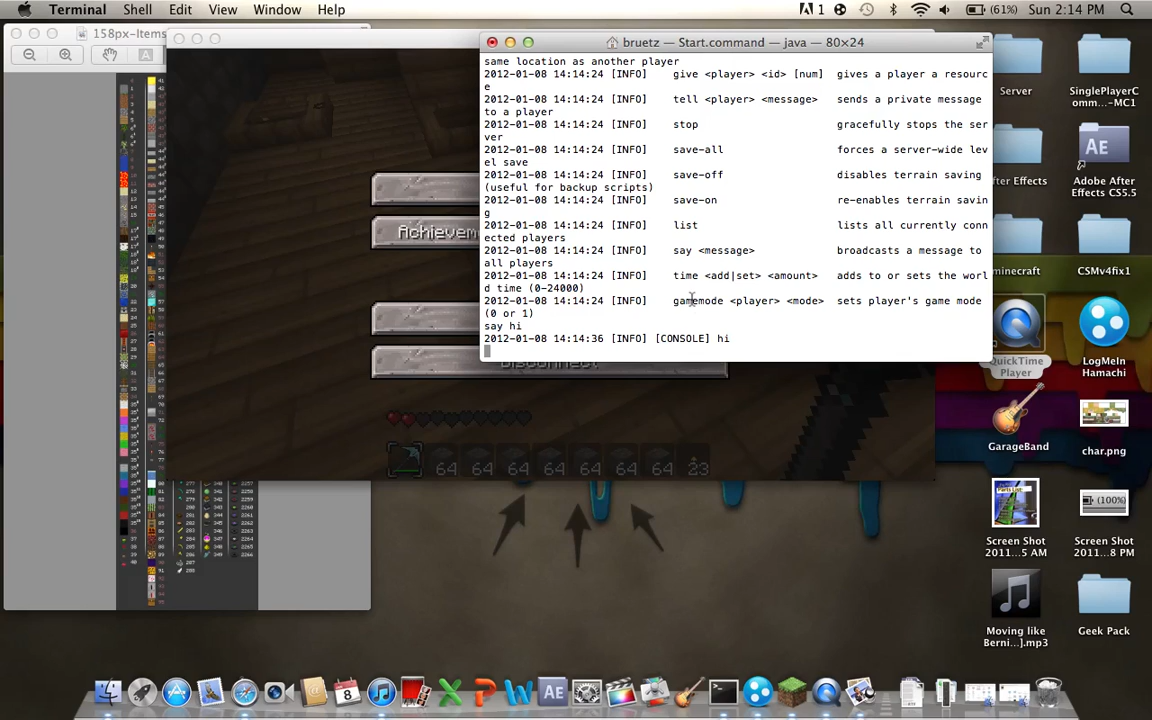 Terminal Shell Edit View Window Help
1
(61%) Sun 2:14 PM
158px-Items
bruetz — Start.command — java — 80×24
same location as another player
2012-01-08 14:14:24 [INFO] give <player> <id> [num] gives a player a resourc
e
2012-01-08 14:14:24 [INFO] tell <player> <message> sends a private message
to a player
2012-01-08 14:14:24 [INFO] stop gracefully stops the ser
ver
2012-01-08 14:14:24 [INFO] save-all forces a server-wide lev
el save
2012-01-08 14:14:24 [INFO] save-off disables terrain saving
(useful for backup scripts)
2012-01-08 14:14:24 [INFO] save-on re-enables terrain savin
g
2012-01-08 14:14:24 [INFO] list lists all currently conn
ected players
2012-01-08 14:14:24 [INFO] say <message> broadcasts a message to
all players
2012-01-08 14:14:24 [INFO] time <add|set> <amount> adds to or sets the worl
d time (0-24000)
2012-01-08 14:14:24 [INFO] gamemode <player> <mode> sets player's game mode
(0 or 1)
say hi
2012-01-08 14:14:36 [INFO] [CONSOLE] hi
Achievem
Disconnect
64 64 64 64 64 64 64 23
Server
SinglePlayerC
omm...-MC1
fter Effects
Adobe After
Effects CS5.5
minecraft
CSMv4fix1
QuickTime
Player
LogMeIn
Hamachi
GarageBand
char.png
Screen Shot
2011...5 AM
(100%)
Screen Shot
2011...8 PM
Moving like
Berni...].mp3
Geek Pack
8